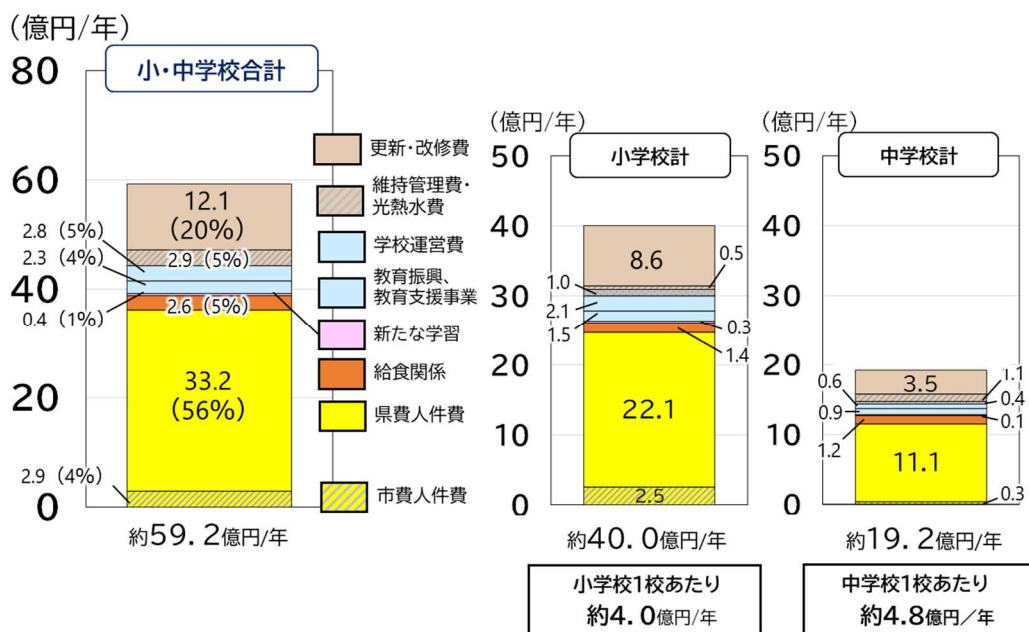 (億円/年)
小・中学校合計
80
60
40
20
0
12.1
(20%)
2.8 (5%)
2.9 (5%)
2.3 (4%)
0.4 (1%)
2.6 (5%)
33.2
(56%)
2.9 (4%)
約59.2億円/年
更新・改修費
維持管理費・
光熱水費
学校運営費
教育振興、
教育支援事業
新たな学習
給食関係
県費人件費
市費人件費
(億円/年)
小学校計
50
40
30
20
10
0
8.6
0.5
1.0
2.1
1.5
0.3
1.4
22.1
2.5
約40.0億円/年
小学校1校あたり
約4.0億円/年
(億円/年)
中学校計
50
40
30
20
10
0
3.5
1.1
0.6
0.4
0.9
0.1
1.2
11.1
0.3
約19.2億円/年
中学校1校あたり
約4.8億円/年